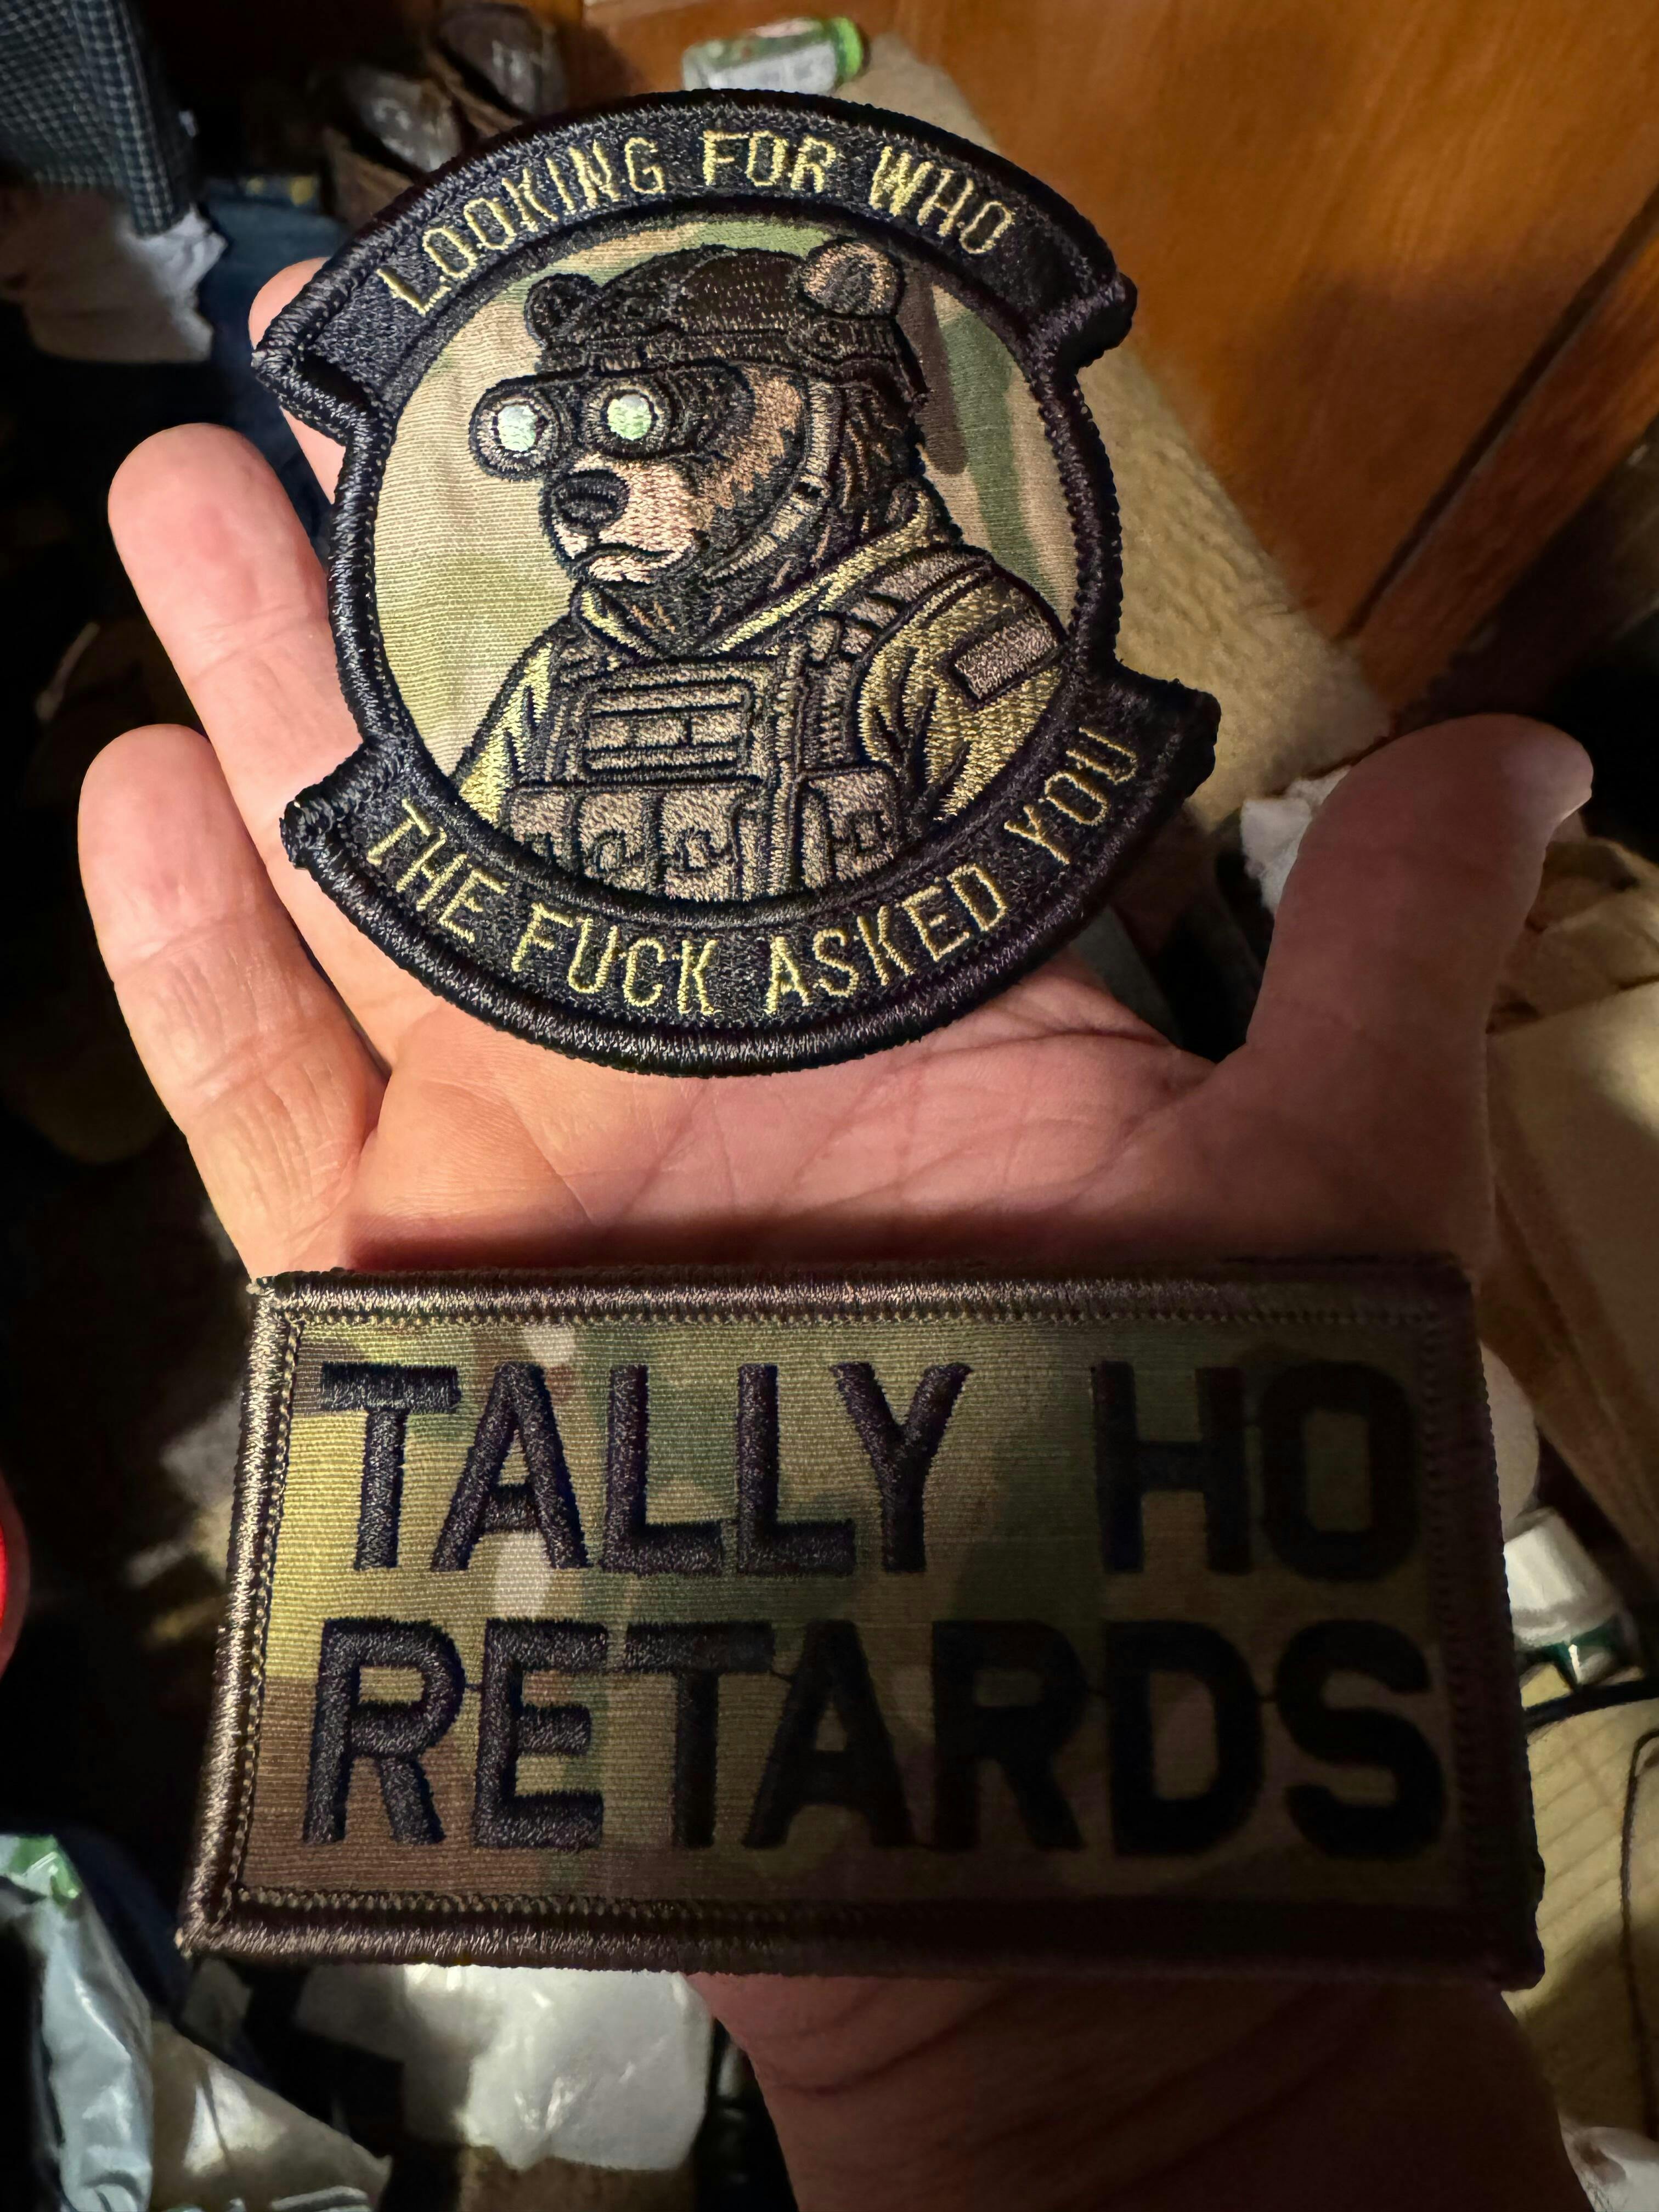 LOOKING FOR WHO
THE FUCK ASKED YOU
TALLY HO
RETARDS